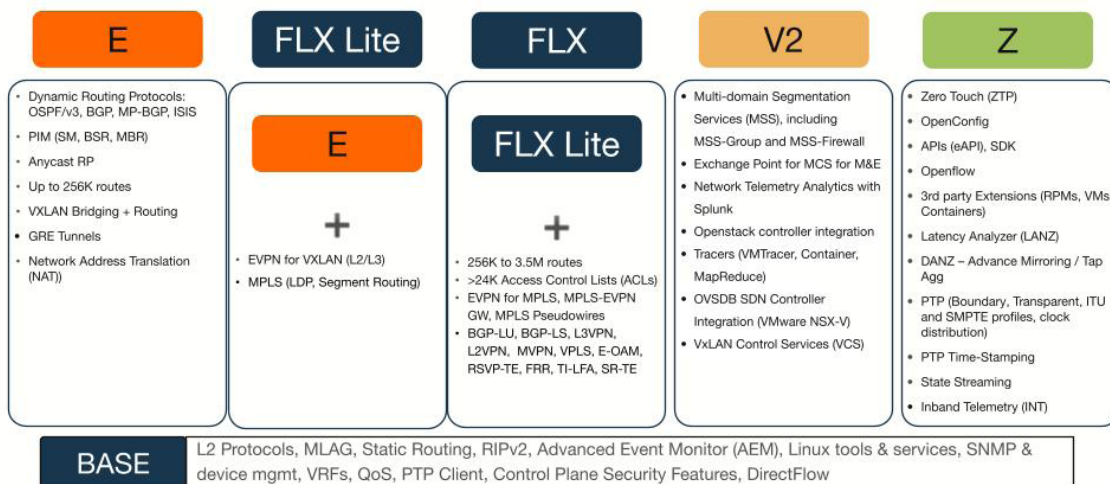 E
Dynamic Routing Protocols:
OSPF/v3, BGP, MP-BGP, ISIS
PIM (SM, BSR, MBR)
Anycast RP
Up to 256K routes
VXLAN Bridging + Routing
GRE Tunnels
Network Address Translation
(NAT))
FLX Lite
E
+
EVPN for VXLAN (L2/L3)
MPLS (LDP, Segment Routing)
FLX
FLX Lite
+
256K to 3.5M routes
>24K Access Control Lists (ACLs)
EVPN for MPLS, MPLS-EVPN
GW, MPLS Pseudowires
BGP-LU, BGP-LS, L3VPN,
L2VPN, MVPN, VPLS, E-OAM,
RSVP-TE, FRR, TI-LFA, SR-TE
V2
Multi-domain Segmentation
Services (MSS), including
MSS-Group and MSS-Firewall
Exchange Point for MCS for M&E
Network Telemetry Analytics with
Splunk
Openstack controller integration
Tracers (VMTracer, Container,
MapReduce)
OVSDB SDN Controller
Integration (VMware NSX-V)
VxLAN Control Services (VCS)
Z
Zero Touch (ZTP)
OpenConfig
APIs (eAPI), SDK
Openflow
3rd party Extensions (RPMs, VMs
Containers)
Latency Analyzer (LANZ)
DANZ – Advance Mirroring / Tap
Agg
PTP (Boundary, Transparent, ITU
and SMPTE profiles, clock
distribution)
PTP Time-Stamping
State Streaming
Inband Telemetry (INT)
BASE
L2 Protocols, MLAG, Static Routing, RIPv2, Advanced Event Monitor (AEM), Linux tools & services, SNMP &
device mgmt, VRFs, QoS, PTP Client, Control Plane Security Features, DirectFlow